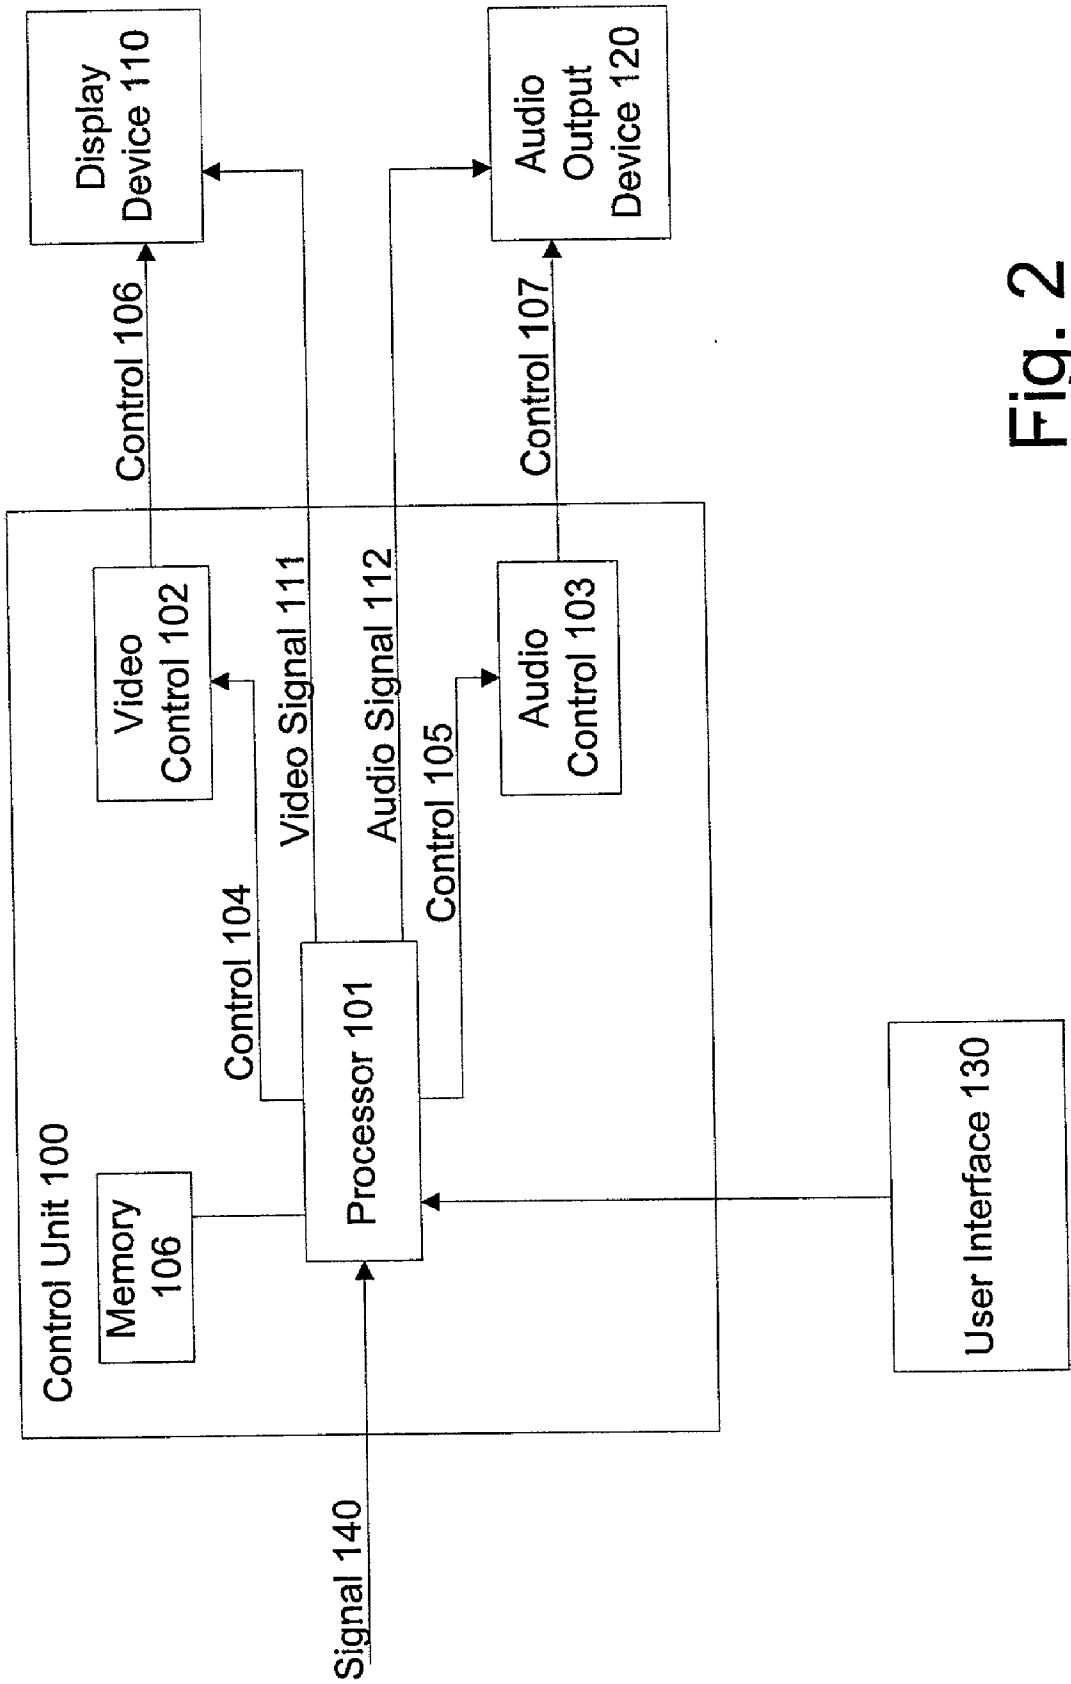 Control Unit 100
Memory
106
Control 104
Video
Control 102
Control 106
Display
Device 110
Video Signal 111
Signal 140
Processor 101
Audio Signal 112
Control 105
Audio
Control 103
Control 107
Audio
Output
Device 120
User Interface 130
Fig. 2